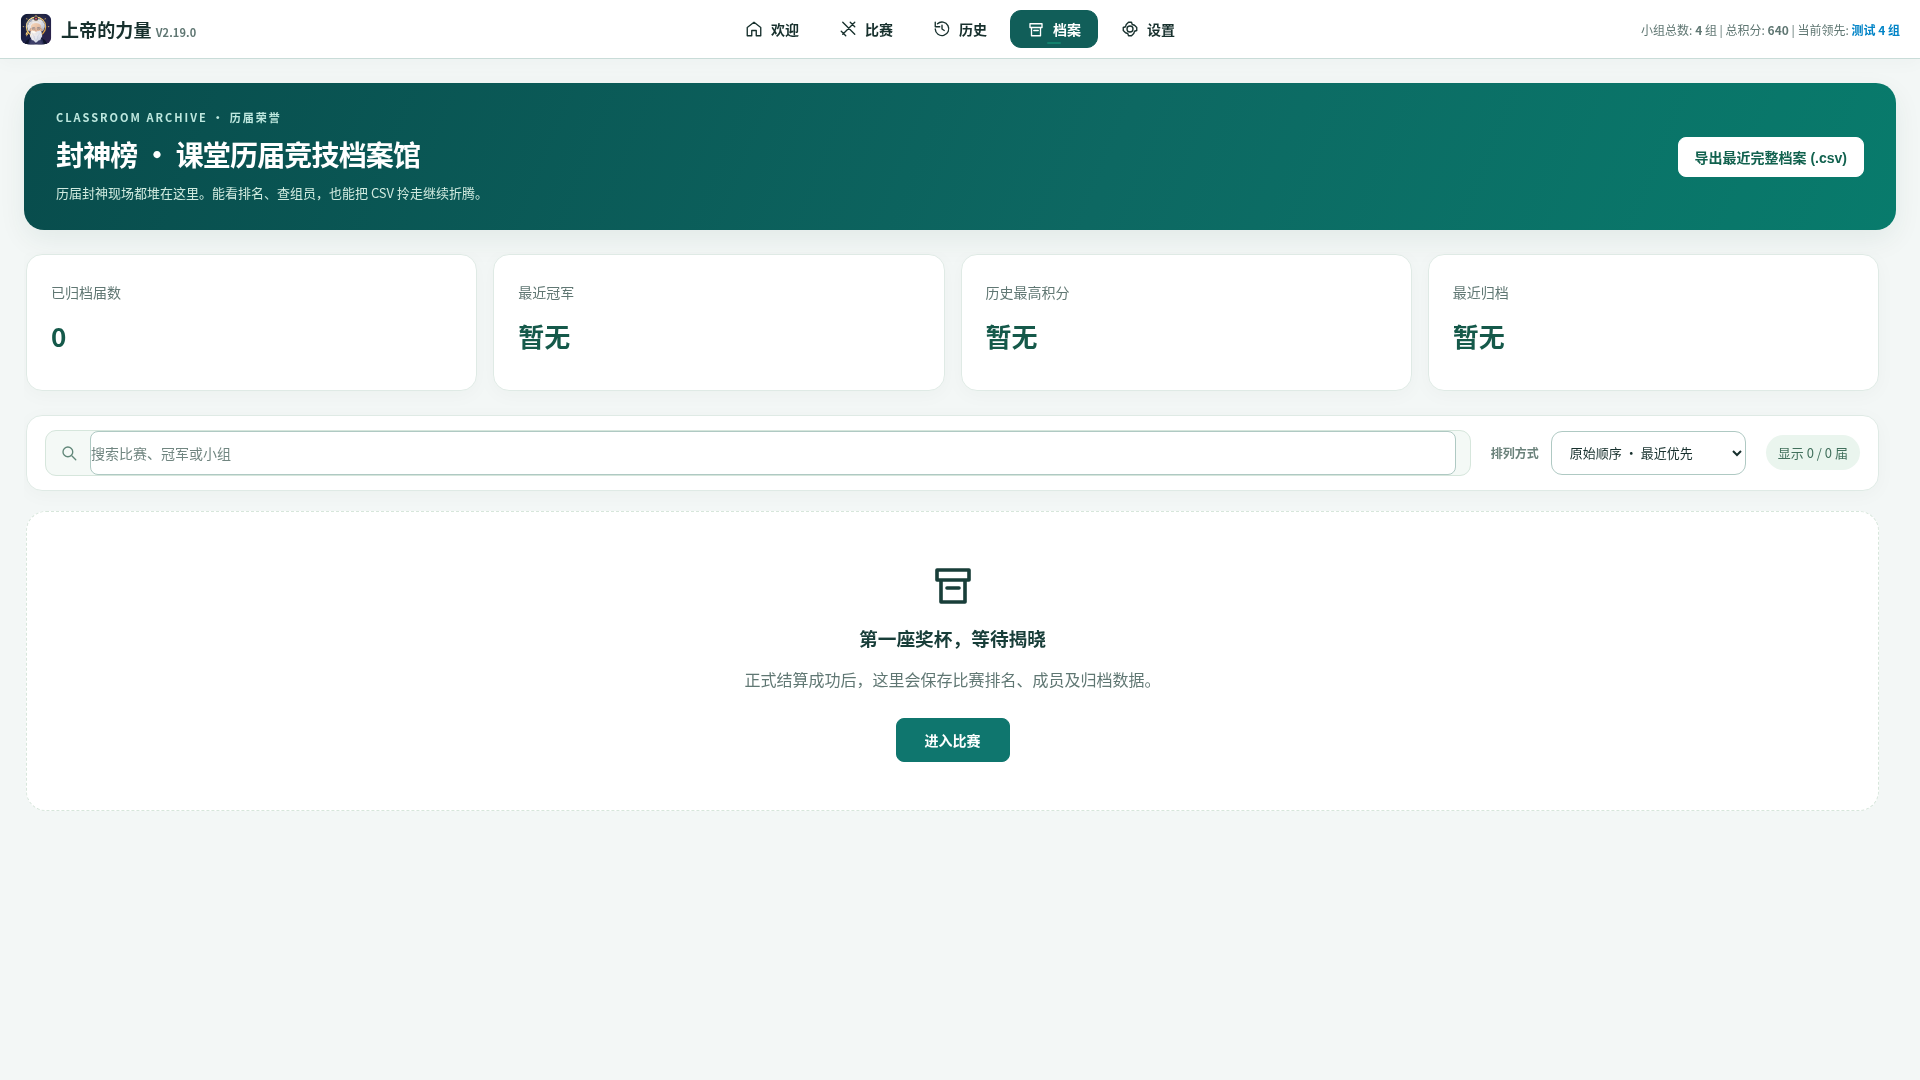 上帝的力量 V2.19.0
欢迎
比赛
历史
档案
设置
小组总数: 4 组 | 总积分: 640 | 当前领先: 测试 4 组
CLASSROOM ARCHIVE · 历届荣誉
封神榜 · 课堂历届竞技档案馆
历届封神现场都堆在这里。能看排名、查组员，也能把 CSV 拎走继续折腾。
导出最近完整档案 (.csv)
已归档届数
0
最近冠军
暂无
历史最高积分
暂无
最近归档
暂无
搜索比赛、冠军或小组
排列方式
原始顺序 · 最近优先
显示 0 / 0 届
第一座奖杯，等待揭晓
正式结算成功后，这里会保存比赛排名、成员及归档数据。
进入比赛